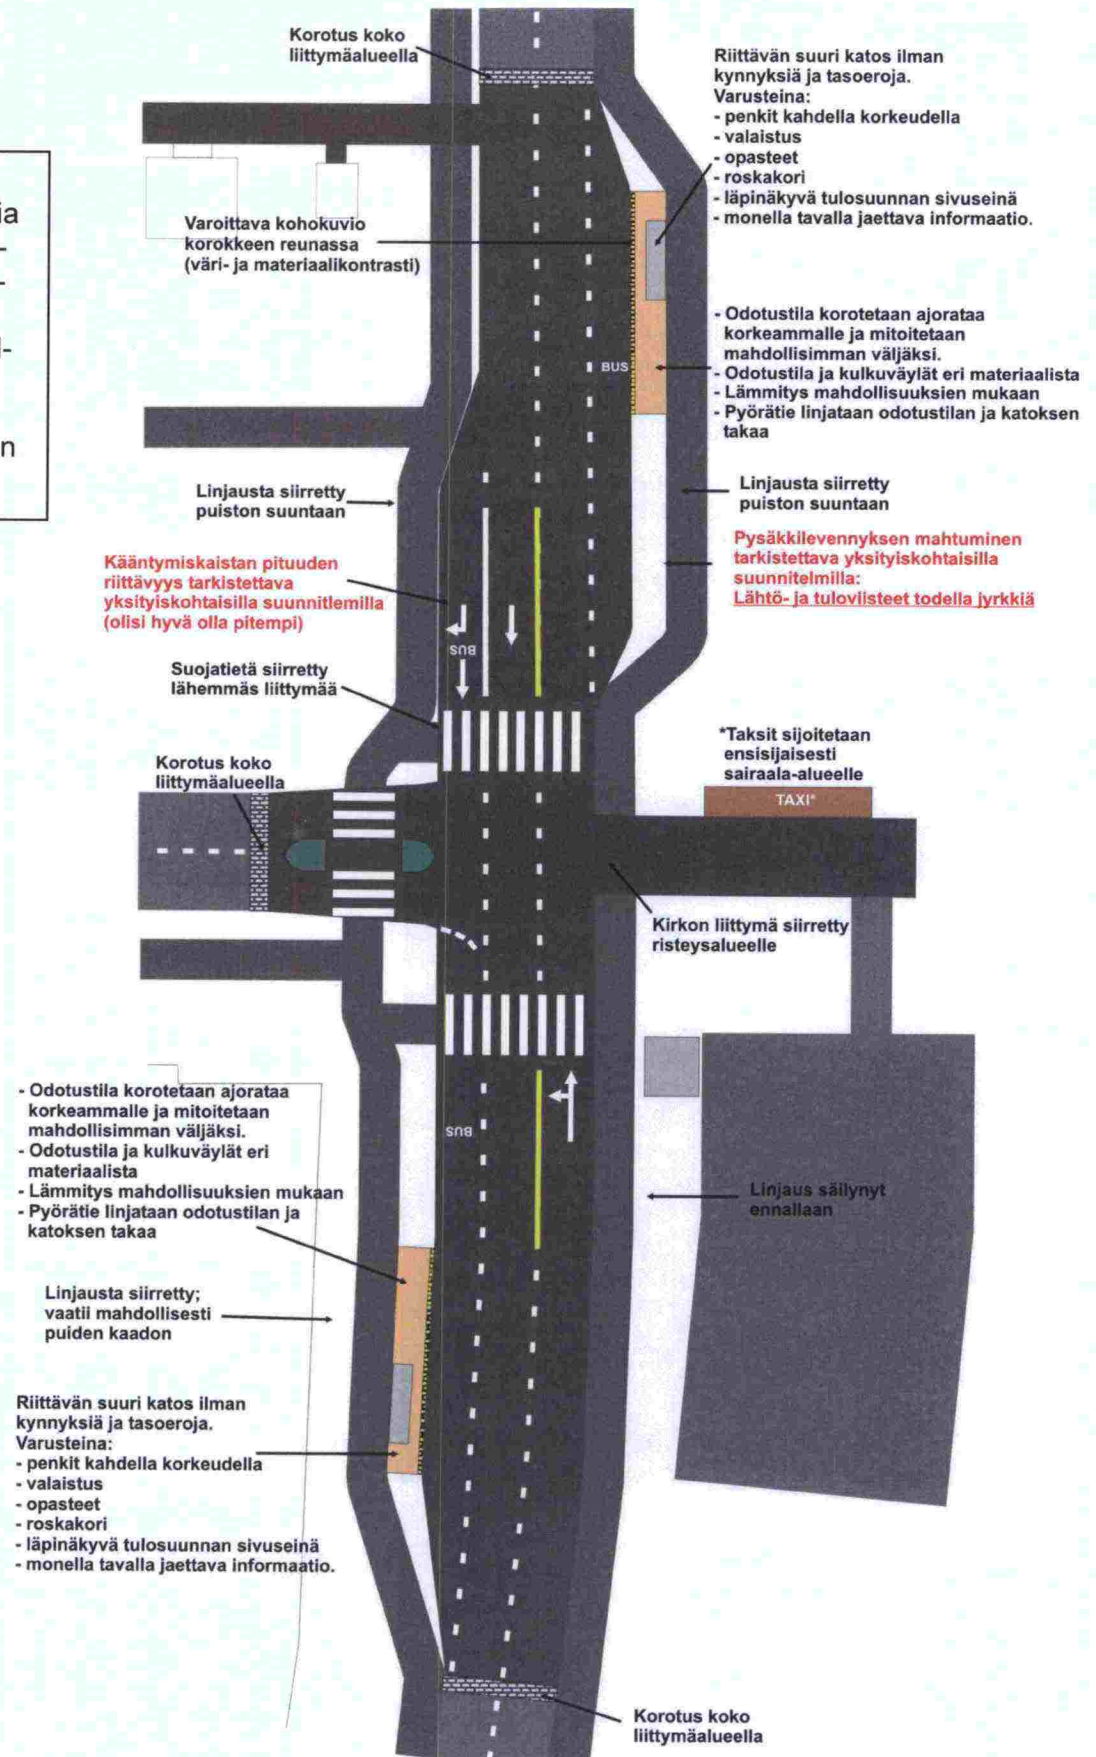 Korotus koko
liittymäalueella
Riittävän suuri katos ilman
kynnyksiä ja tasoeroja.
Varusteina:
- penkit kahdella korkeudella
- valaistus
- opasteet
- roskakori
- läpinäkyvä tulosuunnan sivuseinä
- monella tavalla jaettava informaatio.
Varoittava kohokuvio
korokkeen reunassa
(väri- ja materiaalikontrasti)
- Odotustila korotetaan ajorataa
korkeammalle ja mitoitetaan
mahdollisimman väljäksi.
- Odotustila ja kulkuväylät eri materiaalista
- Lämmitys mahdollisuuksien mukaan
- Pyörätie linjataan odotustilan ja katoksen
takaa
BUS
Linjausta siirretty
puiston suuntaan
Linjausta siirretty
puiston suuntaan
Kääntymiskaistan pituuden
riittävyys tarkistettava
yksityiskohtaisilla suunnitlemilla
(olisi hyvä olla pitempi)
Pysäkkilevennyksen mahtuminen
tarkistettava yksityiskohtaisilla
suunnitelmilla:
Lähtö- ja tuloviisteet todella jyrkkiä
BUS
Suojatietä siirretty
lähemmäs liittymää
*Taksit sijoitetaan
ensisijaisesti
sairaala-alueelle
TAXI*
Korotus koko
liittymäalueella
Kirkon liittymä siirretty
risteysalueelle
- Odotustila korotetaan ajorataa
korkeammalle ja mitoitetaan
mahdollisimman väljäksi.
- Odotustila ja kulkuväylät eri
materiaalista
- Lämmitys mahdollisuuksien mukaan
- Pyörätie linjataan odotustilan ja
katoksen takaa
BUS
Linjaus säilynyt
ennallaan
Linjausta siirretty;
vaatii mahdollisesti
puiden kaadon
Riittävän suuri katos ilman
kynnyksiä ja tasoeroja.
Varusteina:
- penkit kahdella korkeudella
- valaistus
- opasteet
- roskakori
- läpinäkyvä tulosuunnan sivuseinä
- monella tavalla jaettava informaatio.
Korotus koko
liittymäalueella